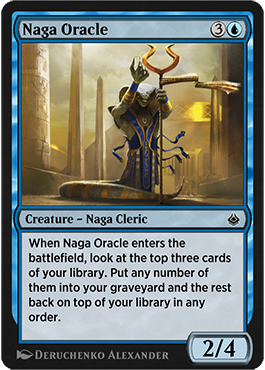 Naga Oracle 3
Creature – Naga Cleric
When Naga Oracle enters the
battlefield, look at the top three cards
of your library. Put any number of
them into your graveyard and the rest
back on top of your library in any
order.
2/4
Deruchenko Alexander